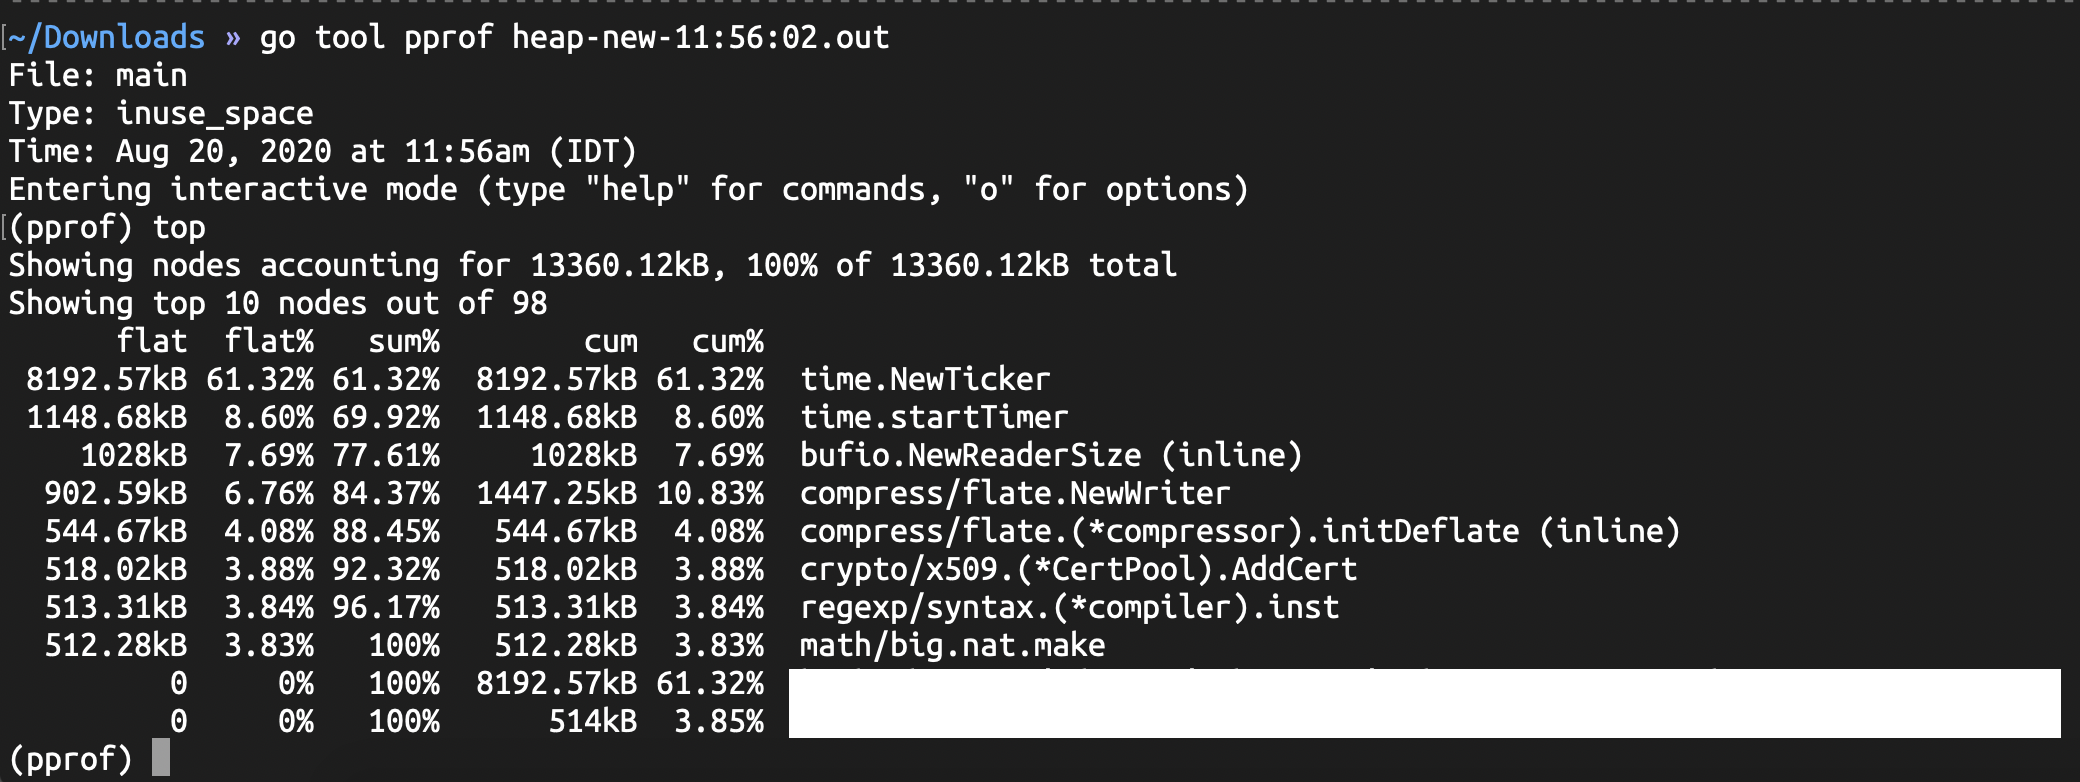 ~/Downloads » go tool pprof heap-new-11:56:02.out
File: main
Type: inuse_space
Time: Aug 20, 2020 at 11:56am (IDT)
Entering interactive mode (type "help" for commands, "o" for options)
(pprof) top
Showing nodes accounting for 13360.12kB, 100% of 13360.12kB total
Showing top 10 nodes out of 98
      flat  flat%   sum%        cum   cum%
 8192.57kB 61.32% 61.32%  8192.57kB 61.32%  time.NewTicker
 1148.68kB  8.60% 69.92%  1148.68kB  8.60%  time.startTimer
    1028kB  7.69% 77.61%     1028kB  7.69%  bufio.NewReaderSize (inline)
  902.59kB  6.76% 84.37%  1447.25kB 10.83%  compress/flate.NewWriter
  544.67kB  4.08% 88.45%   544.67kB  4.08%  compress/flate.(*compressor).initDeflate (inline)
  518.02kB  3.88% 92.32%   518.02kB  3.88%  crypto/x509.(*CertPool).AddCert
  513.31kB  3.84% 96.17%   513.31kB  3.84%  regexp/syntax.(*compiler).inst
  512.28kB  3.83%   100%   512.28kB  3.83%  math/big.nat.make
         0     0%   100%  8192.57kB 61.32%
         0     0%   100%      514kB  3.85%
(pprof)